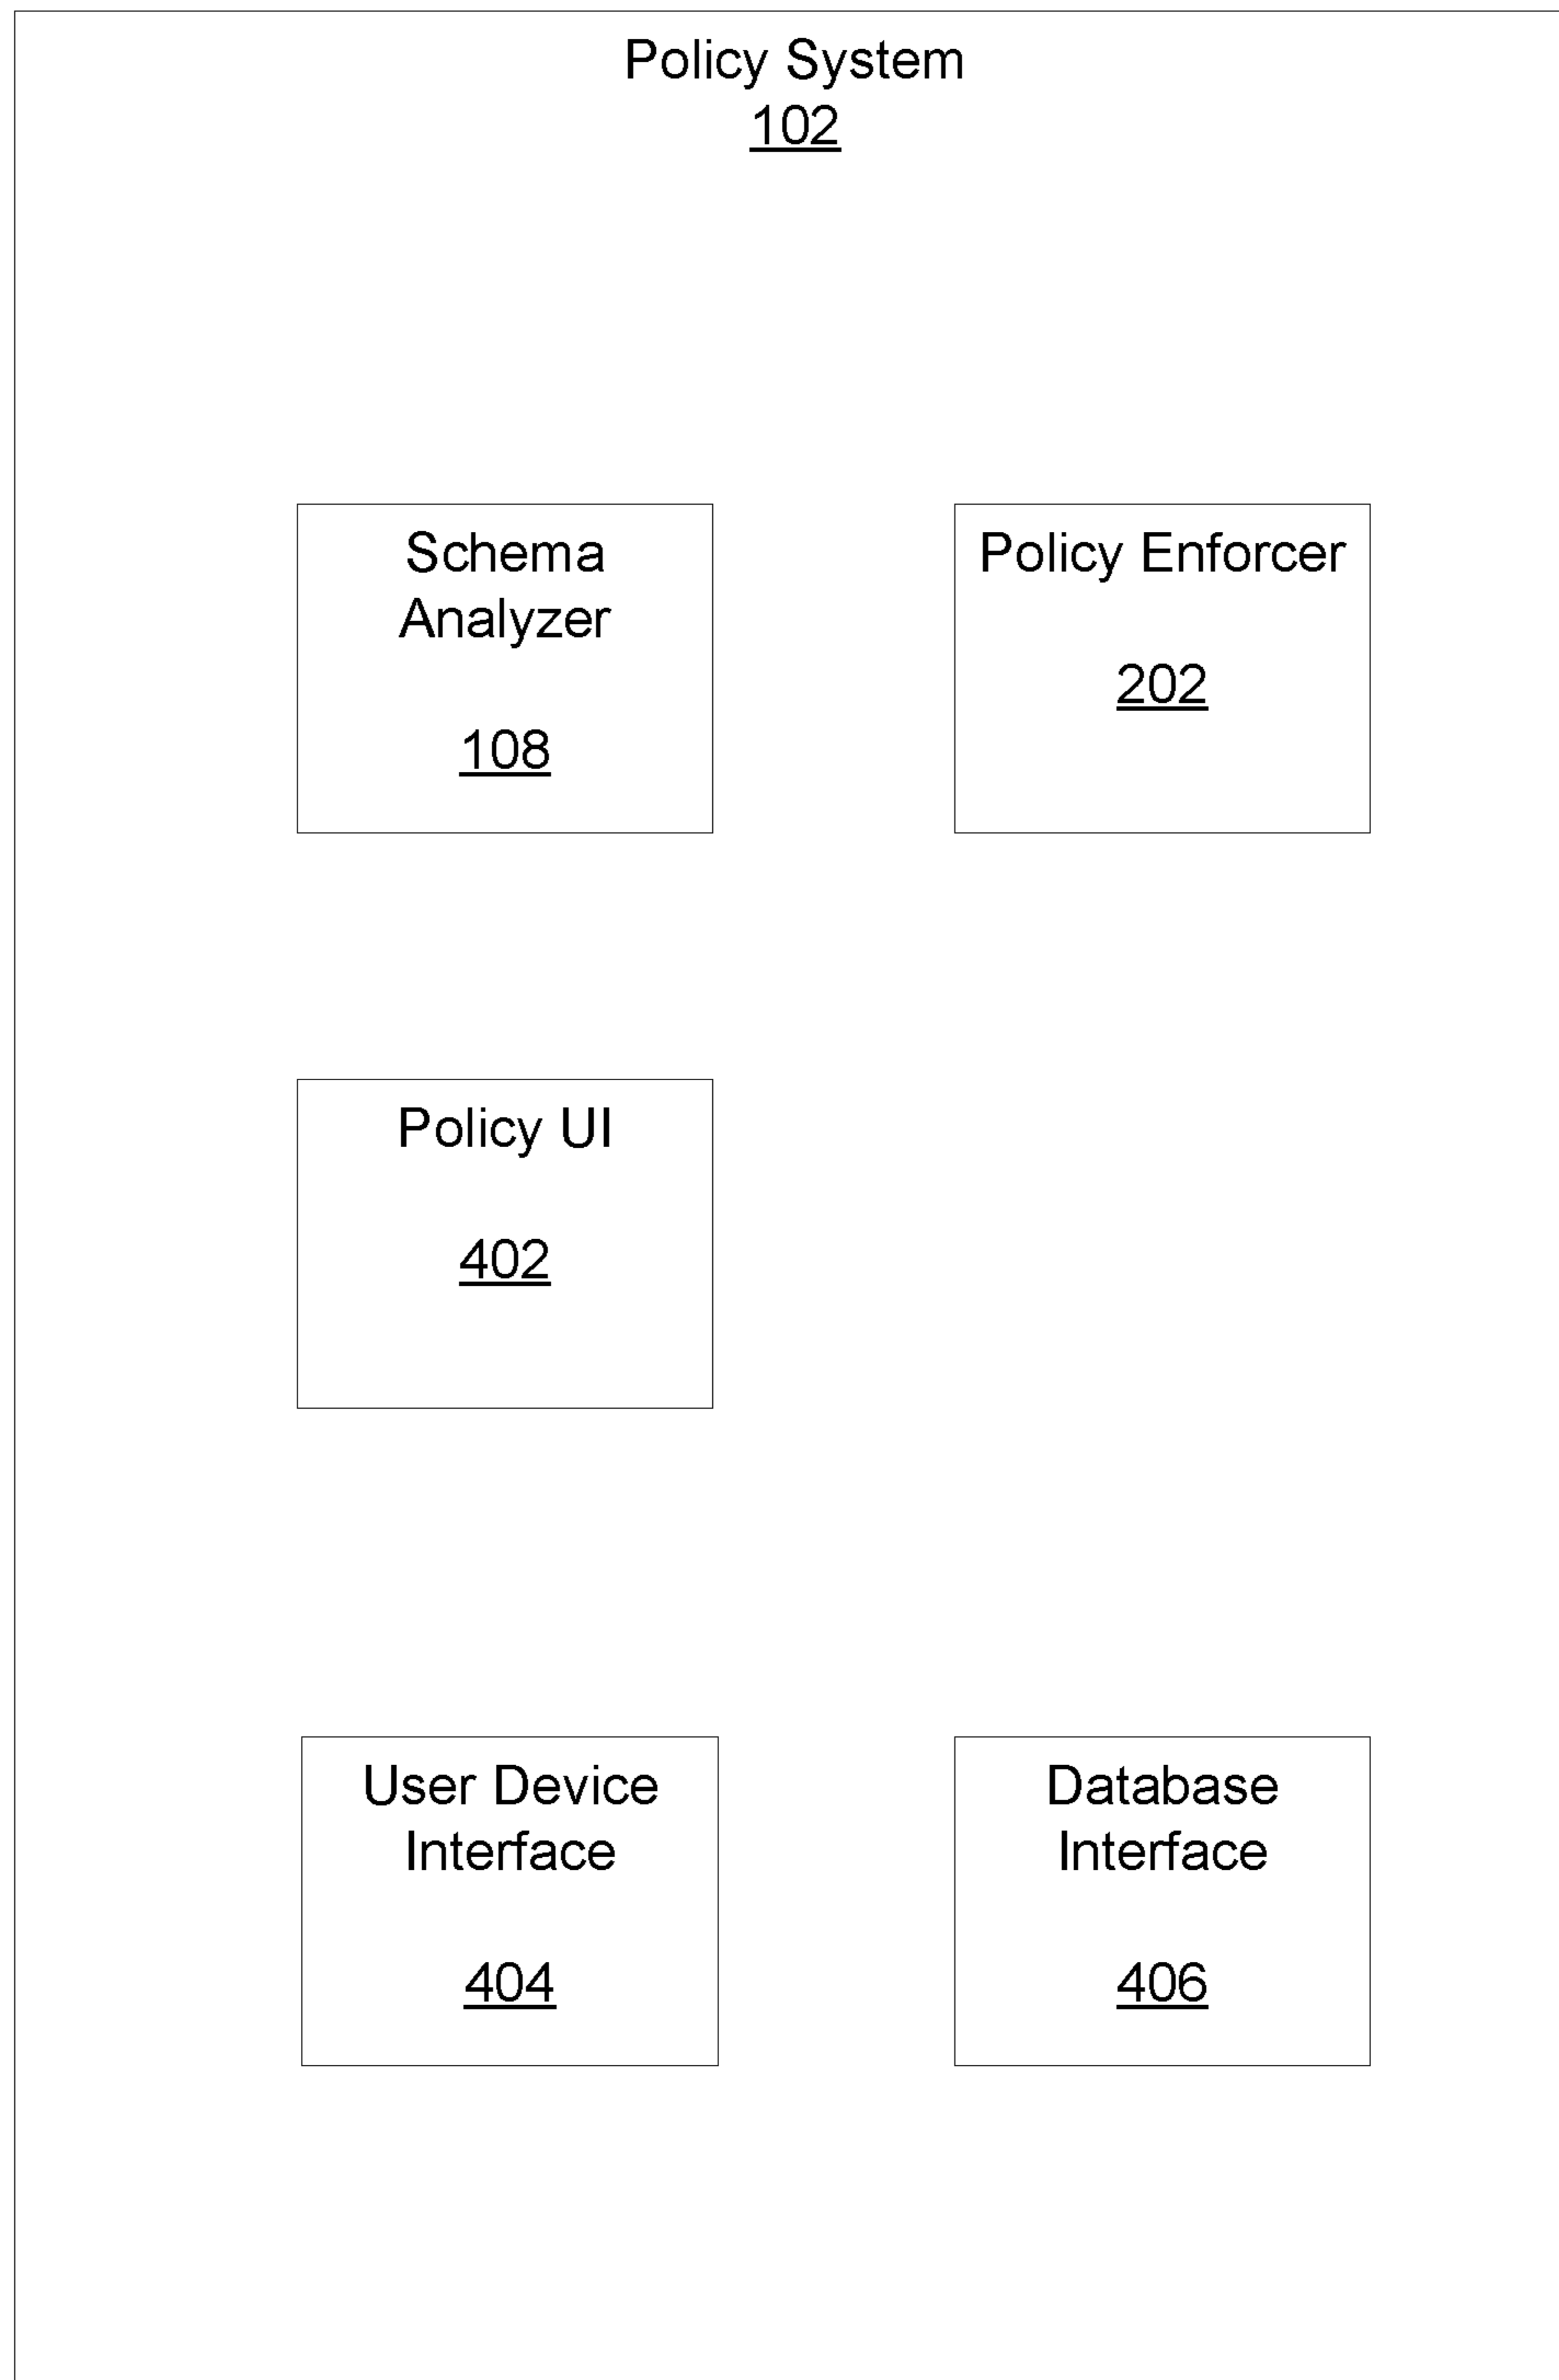 Policy System
102
Schema
Analyzer
108
Policy Enforcer
202
Policy UI
402
User Device
Interface
404
Database
Interface
406